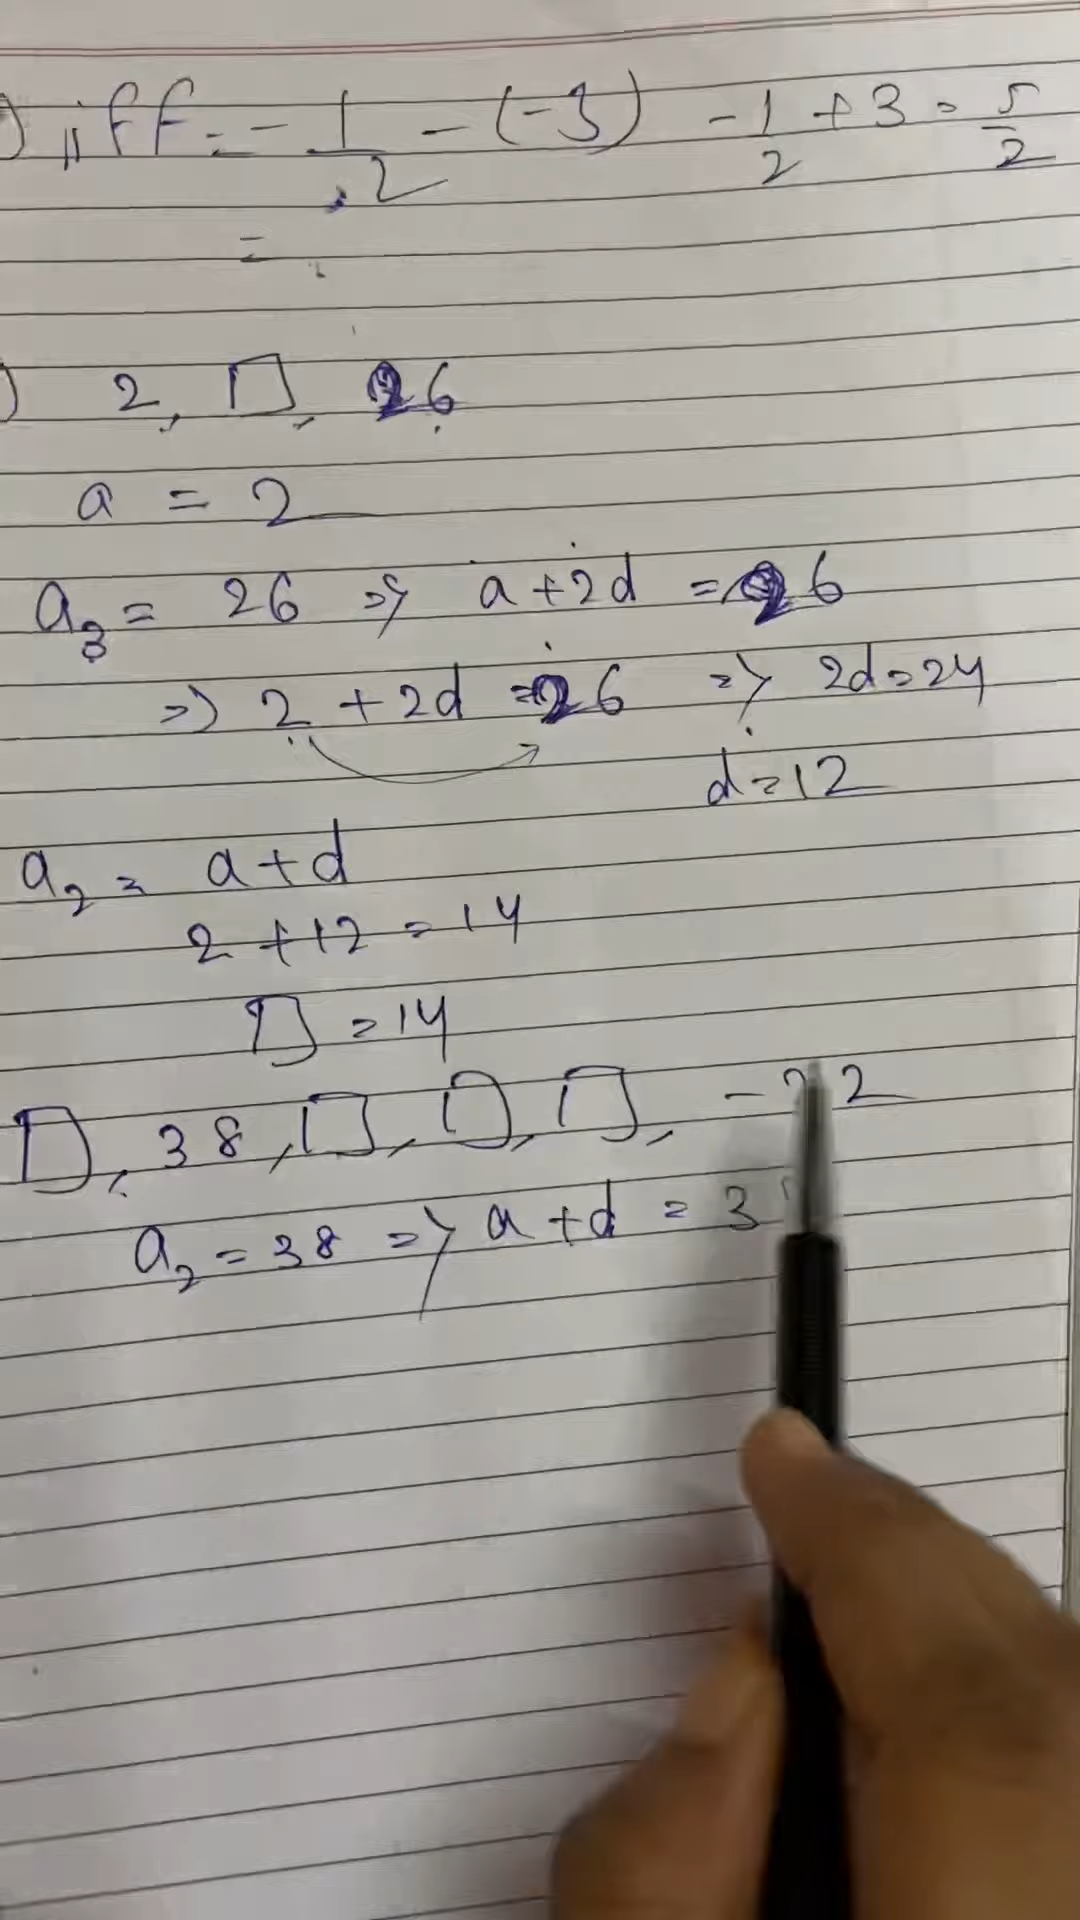 iff = - 1/2 - (-3) - 1/2 + 3 = 5/2
=
) 2, □, 26
a = 2
a₃ = 26 => a + 2d = 26
=> 2 + 2d = 26 => 2d = 24
d = 12
a₂ = a + d
2 + 12 = 14
□ = 14
□, 38, □, □, □, - 2
a₂ = 38 => a + d = 3